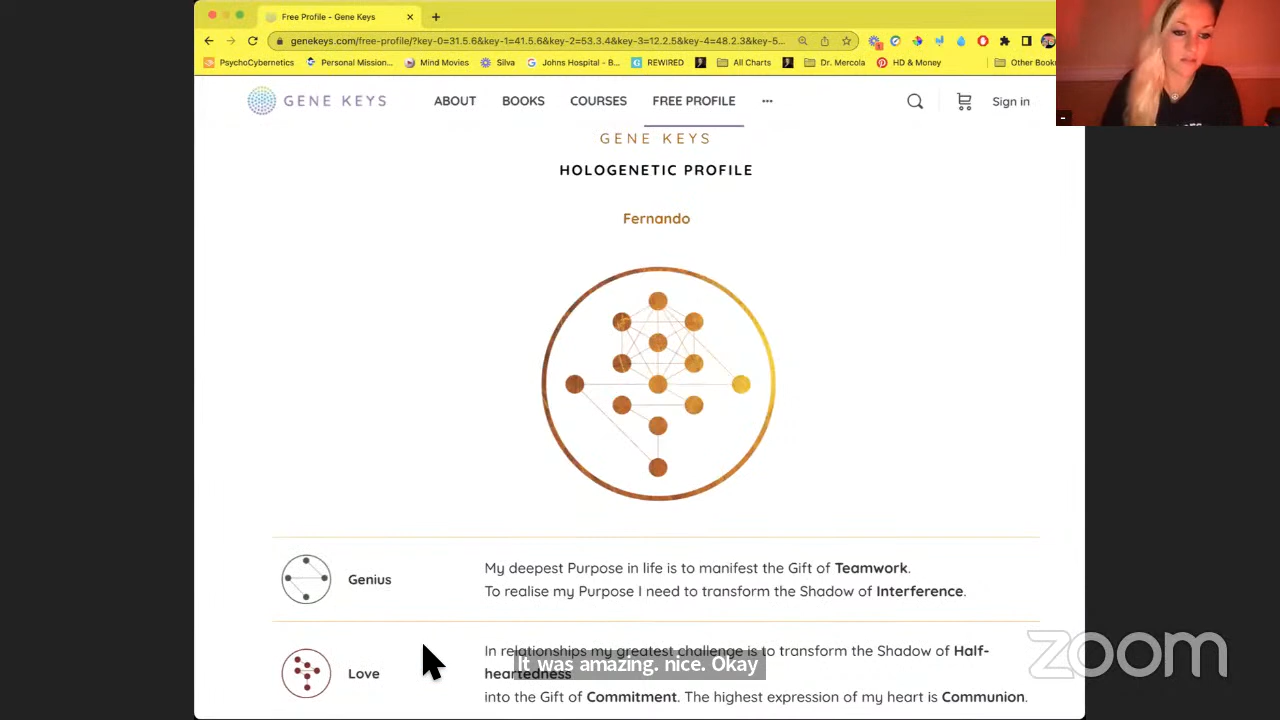 Free Profile - Gene Keys
genekeys.com/free-profile/?key-0=31.5.6&key-1=41.5.6&key-2=53.3.4&key-3=12.2.5&key-4=48.2.3&key-5...
PsychoCybernetics
Personal Mission...
Mind Movies
Silva
Johns Hospital - B...
REWIRED
All Charts
Dr. Mercola
HD & Money
Other Book
GENE KEYS
ABOUT
BOOKS
COURSES
FREE PROFILE
Sign in
GENE KEYS
HOLOGENETIC PROFILE
Fernando
Genius
My deepest Purpose in life is to manifest the Gift of Teamwork.
To realise my Purpose I need to transform the Shadow of Interference.
Love
In relationships my greatest challenge is to transform the Shadow of Half-
heartedness
into the Gift of Commitment. The highest expression of my heart is Communion.
It was amazing. nice. Okay
zoom